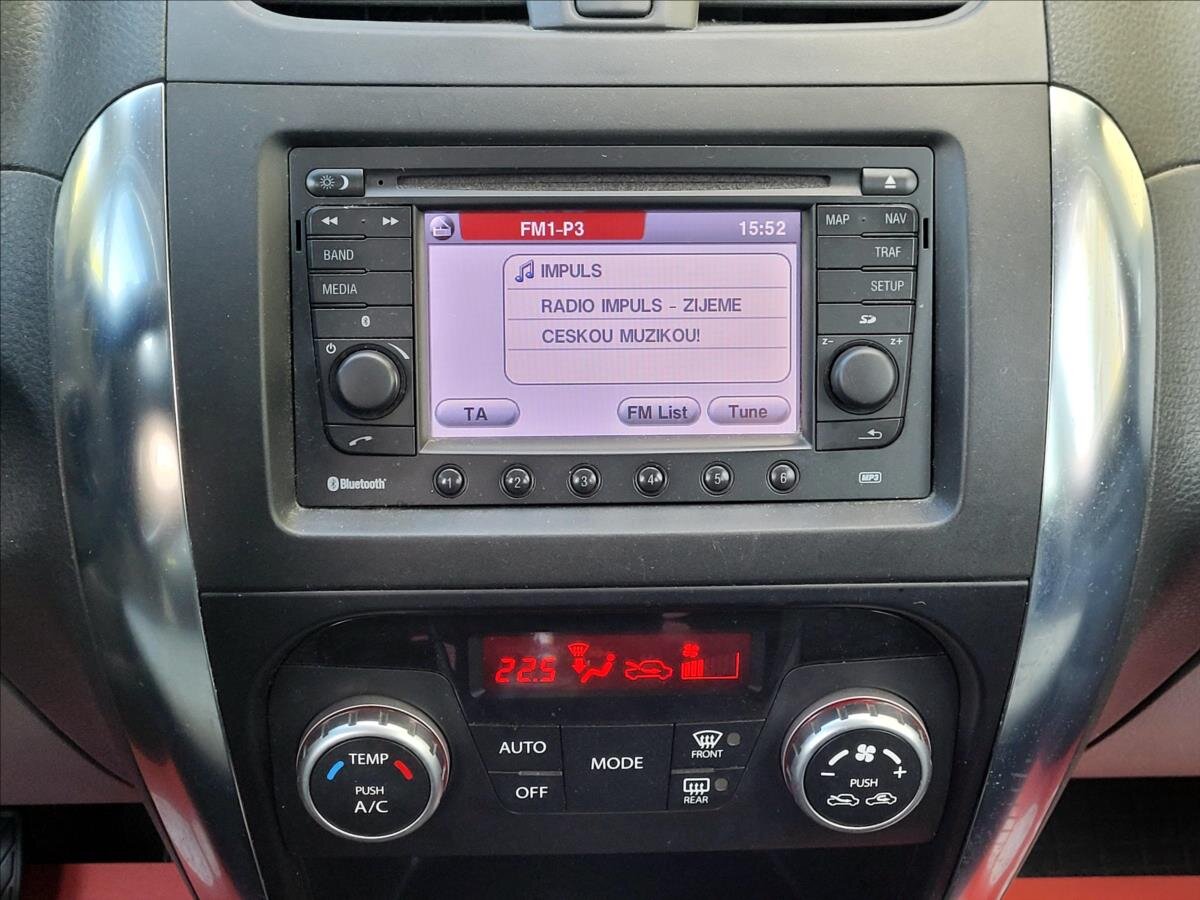 FM1-P3 15:52
IMPULS
RADIO IMPULS - ZIJEME
CESKOU MUZIKOU!
TA FM List Tune
BAND
MEDIA
MAP NAV
TRAF
SETUP
z- z+
Bluetooth
1 2 3 4 5 6
MP3
22.5
TEMP
PUSH
A/C
AUTO
OFF
MODE
FRONT
REAR
- +
PUSH